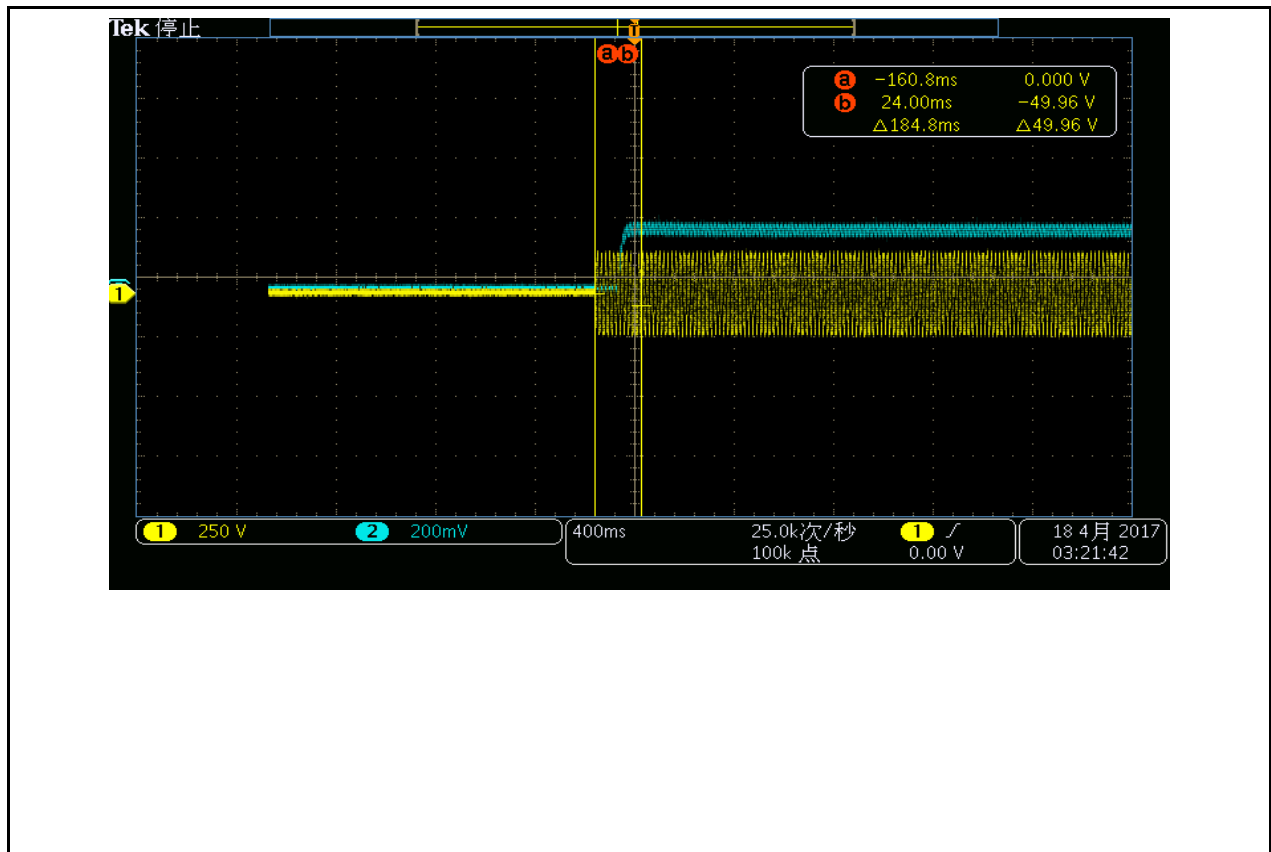 Tek 停止
T
a b
a -160.8ms 0.000 V
b 24.00ms -49.96 V
△184.8ms △49.96 V
1
1 250 V 2 200mV
400ms 25.0k次/秒 1 /
100k 点 0.00 V
18 4月 2017
03:21:42